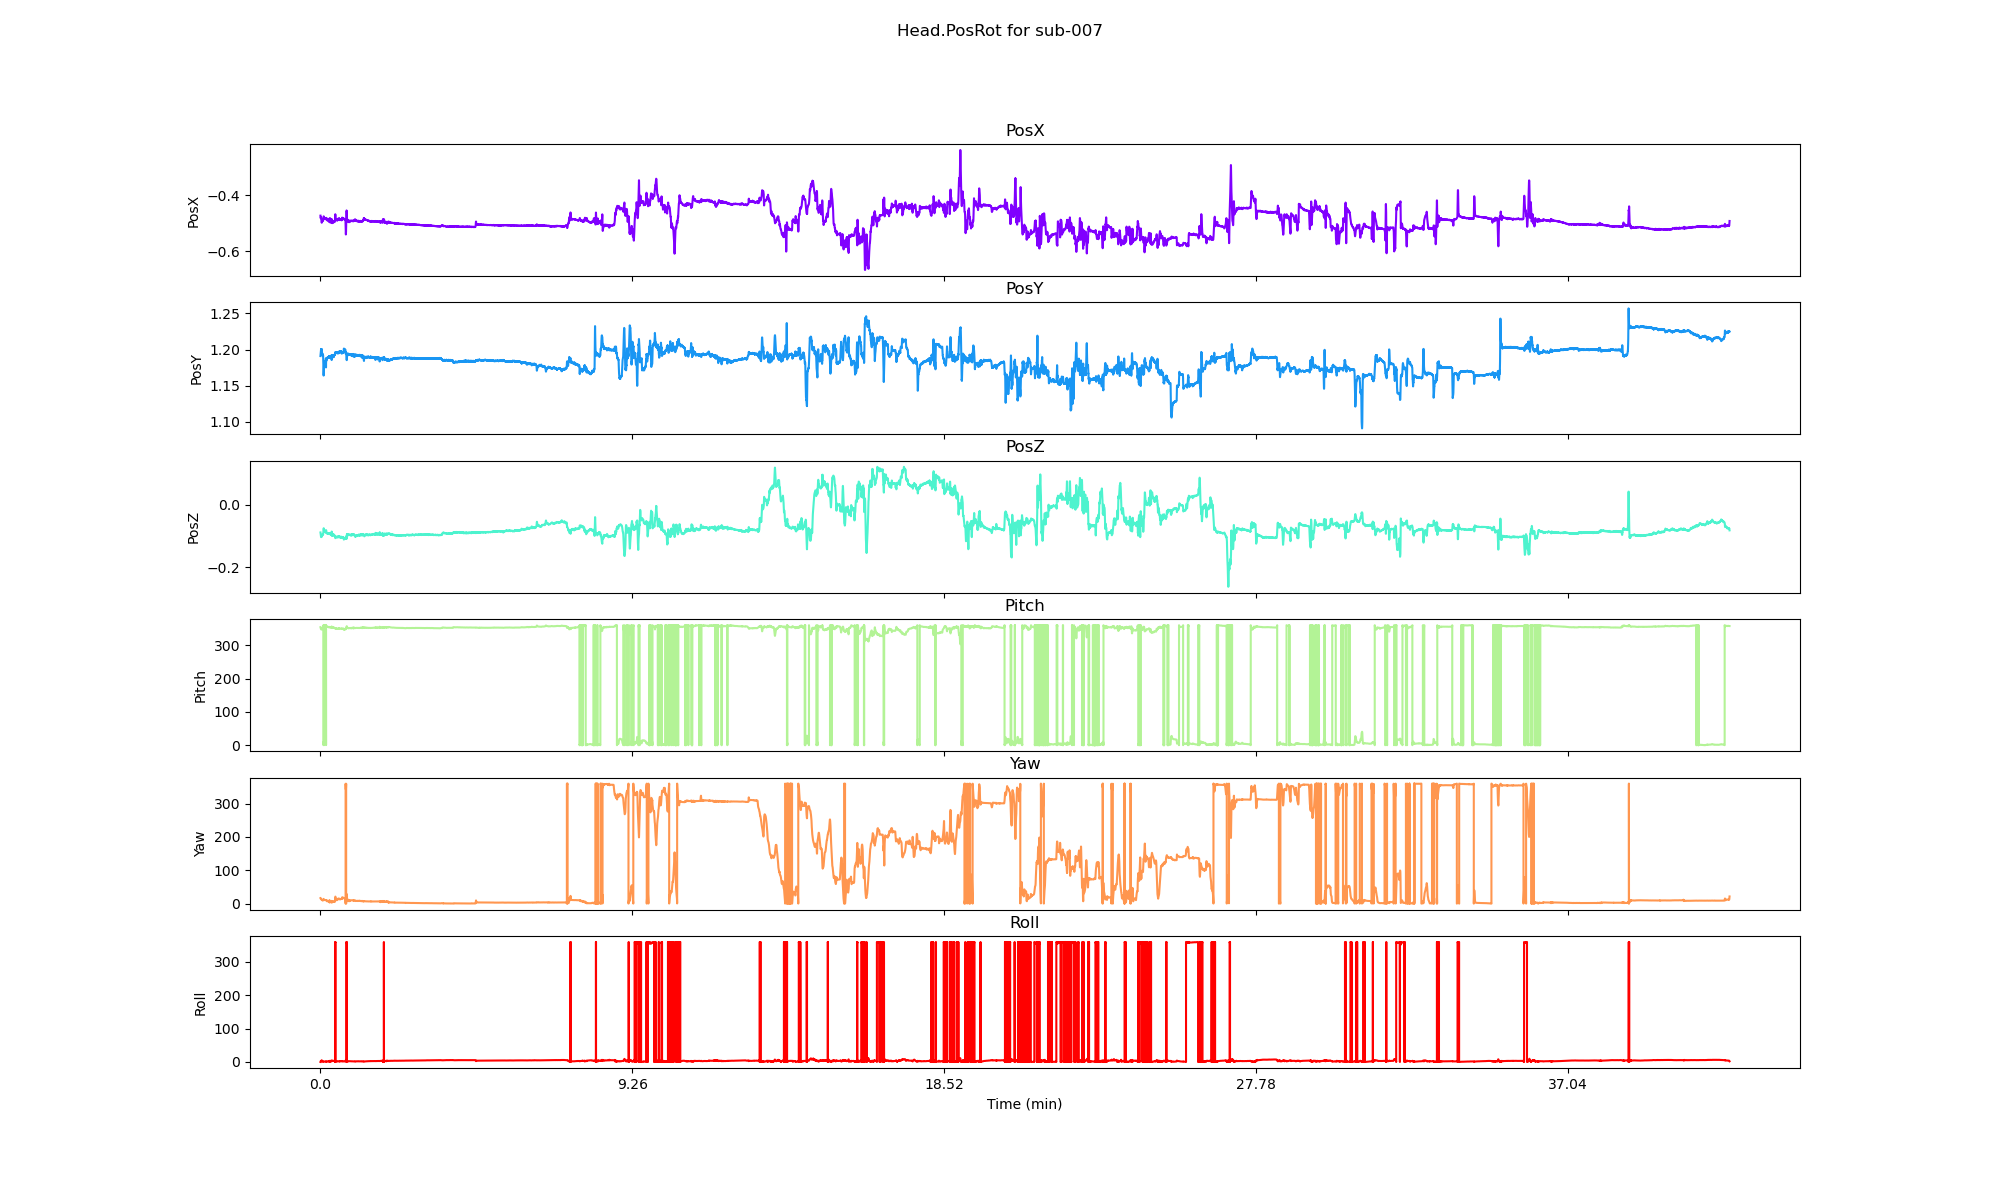 Head.PosRot for sub-007
PosX
PosX
−0.4
−0.6
PosY
PosY
1.25
1.20
1.15
1.10
PosZ
PosZ
0.0
−0.2
Pitch
Pitch
300
200
100
0
Yaw
Yaw
300
200
100
0
Roll
Roll
300
200
100
0
0.0 9.26 18.52 27.78 37.04
Time (min)